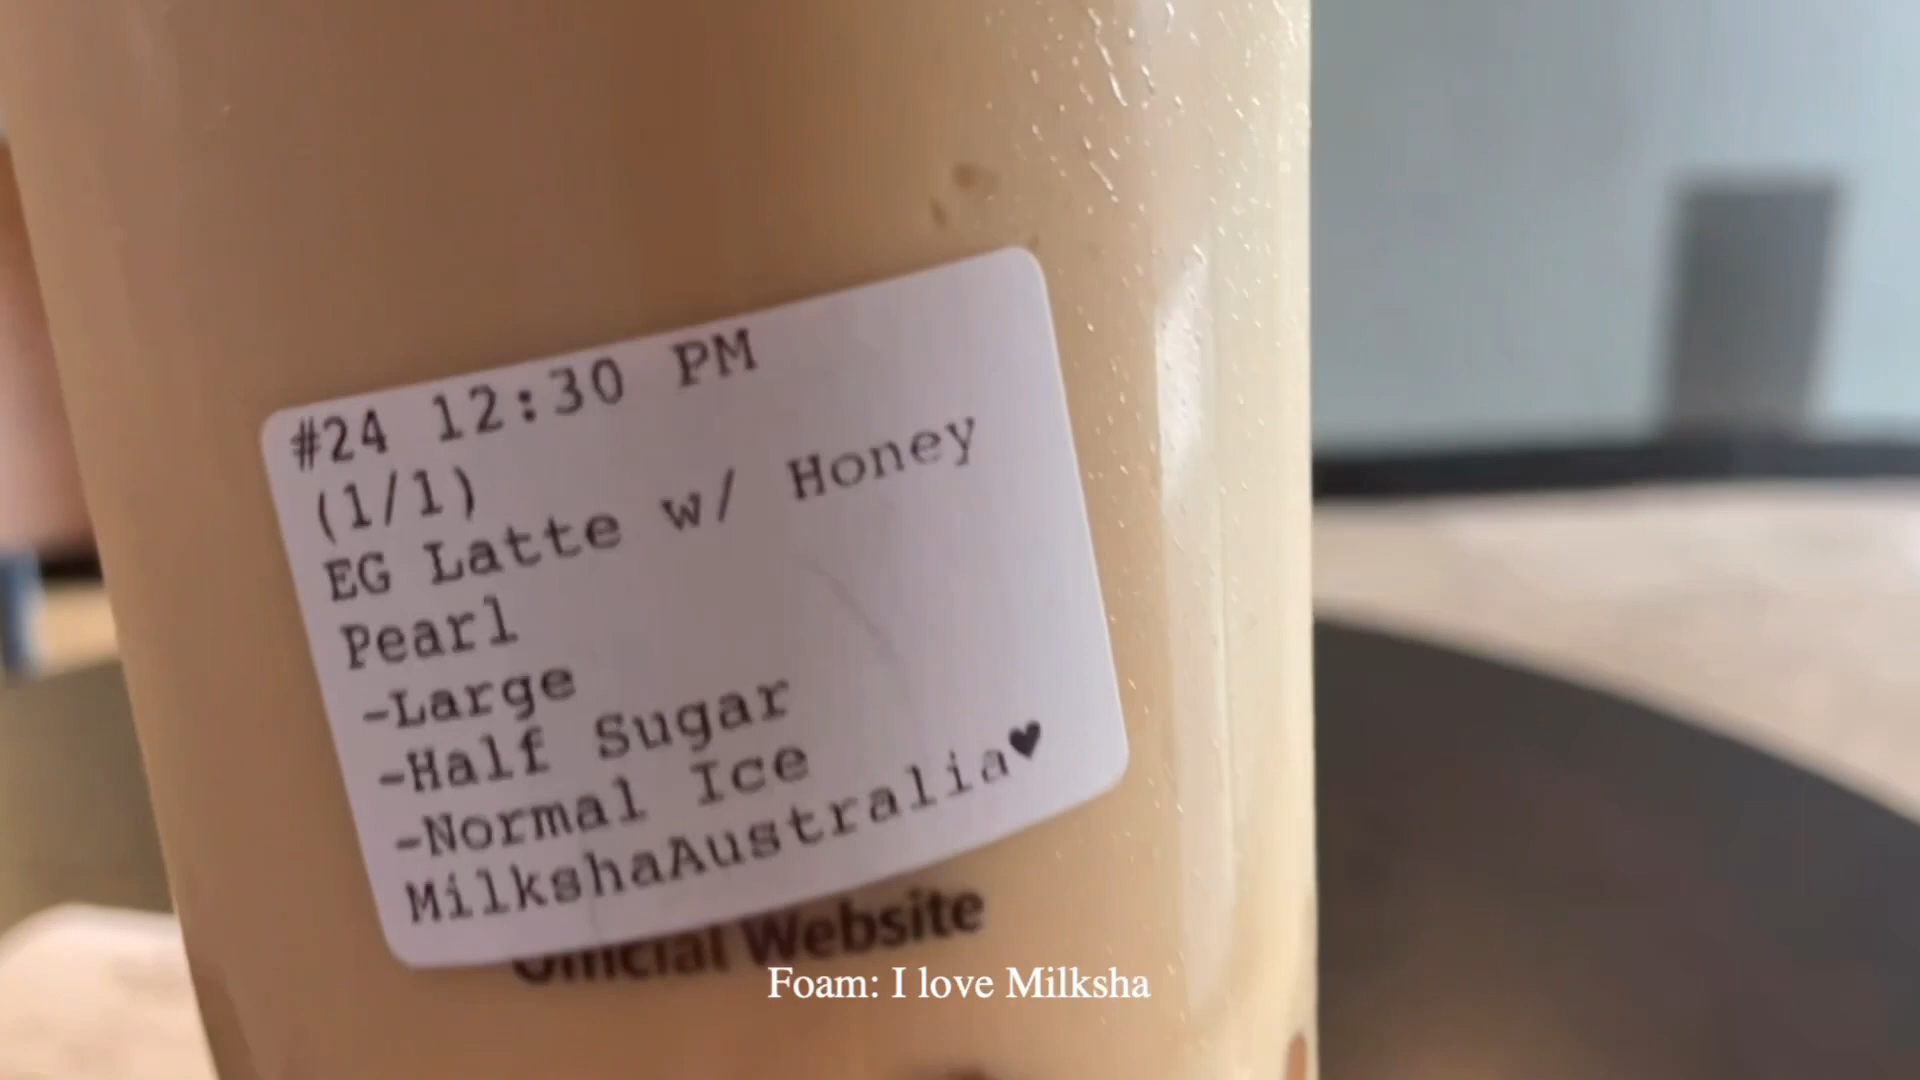 #24 12:30 PM
(1/1)
EG Latte w/ Honey
Pearl
-Large
-Half Sugar
-Normal Ice
MilkshaAustralia♥
Official Website
Foam: I love Milksha